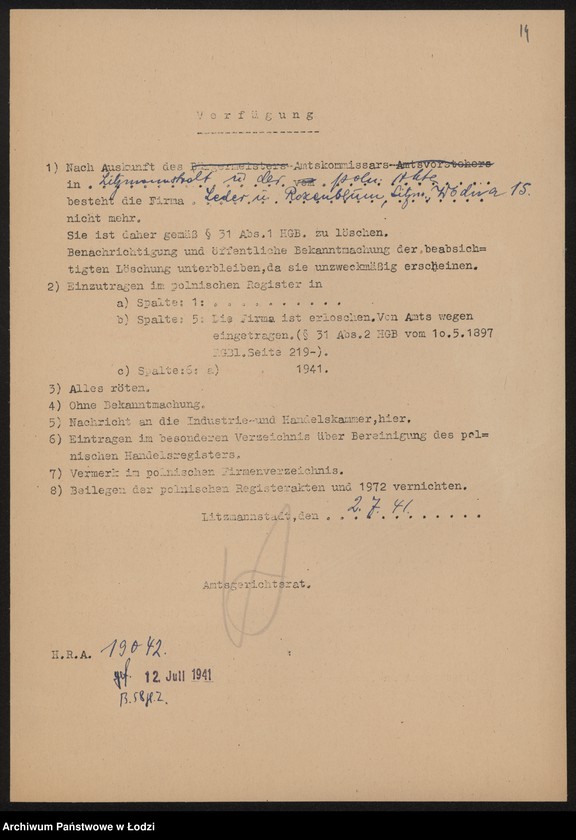 19
Verfügung
1) Nach Auskunft des Bürgermeisters-Amtskommissars-Amtsvorstehers
in Litzmannstadt u der vom poln. Akte
besteht die Firma Leder u. Rozenblum, Litzm., 15.
nicht mehr.
Sie ist daher gemäß § 31 Abs.1 HGB. zu löschen.
Benachrichtigung und öffentliche Bekanntmachung der beabsich=
tigten Löschung unterbleiben,da sie unzweckmäßig erscheinen.
2) Einzutragen im polnischen Register in
a) Spalte: 1: . . . . . . . . . . .
b) Spalte: 5: Die Firma ist erloschen.Von Amts wegen
eingetragen.(§ 31 Abs.2 HGB vom 1o.5.1897
RGBl.Seite 219-).
c) Spalte:6: a) . 1941.
3) Alles röten.
4) Ohne Bekanntmachung.
5) Nachricht an die Industrie-und Handelskammer,hier.
6) Eintragen im besonderen Verzeichnis über Bereinigung des pol=
nischen Handelsregisters.
7) Vermerk im polnischen Firmenverzeichnis.
8) Beilegen der polnischen Registerakten und 1972 vernichten.
Litzmannstadt,den 2. 7. 41.
Amtsgerichtsrat.
H.R.A. 19042.
gef. 12. Juli 1941
Archiwum Państwowe w Łodzi